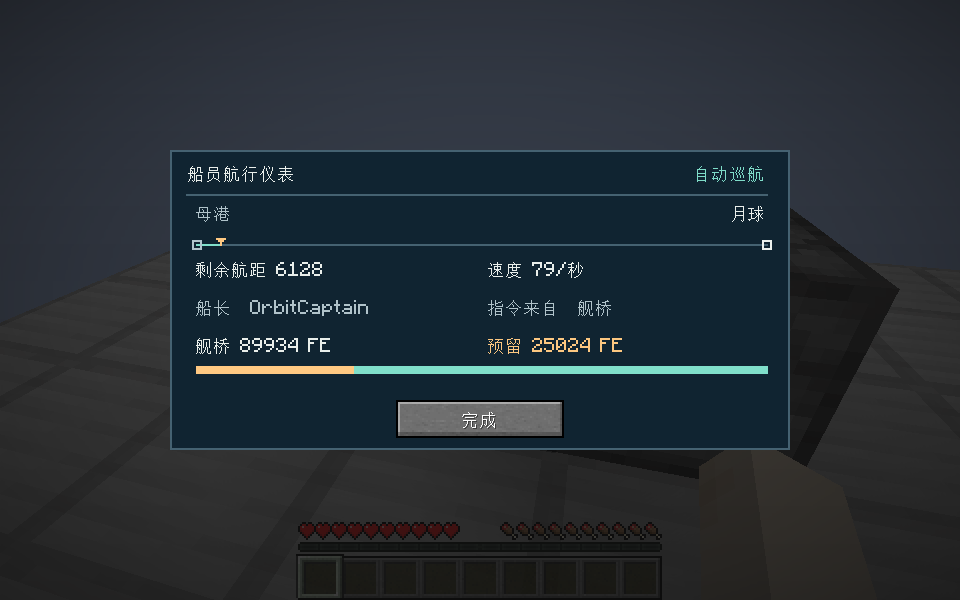 船员航行仪表 自动巡航
母港 月球
剩余航距 6128 速度 79/秒
船长 OrbitCaptain 指令来自 舰桥
舰桥 89934 FE 预留 25024 FE
完成